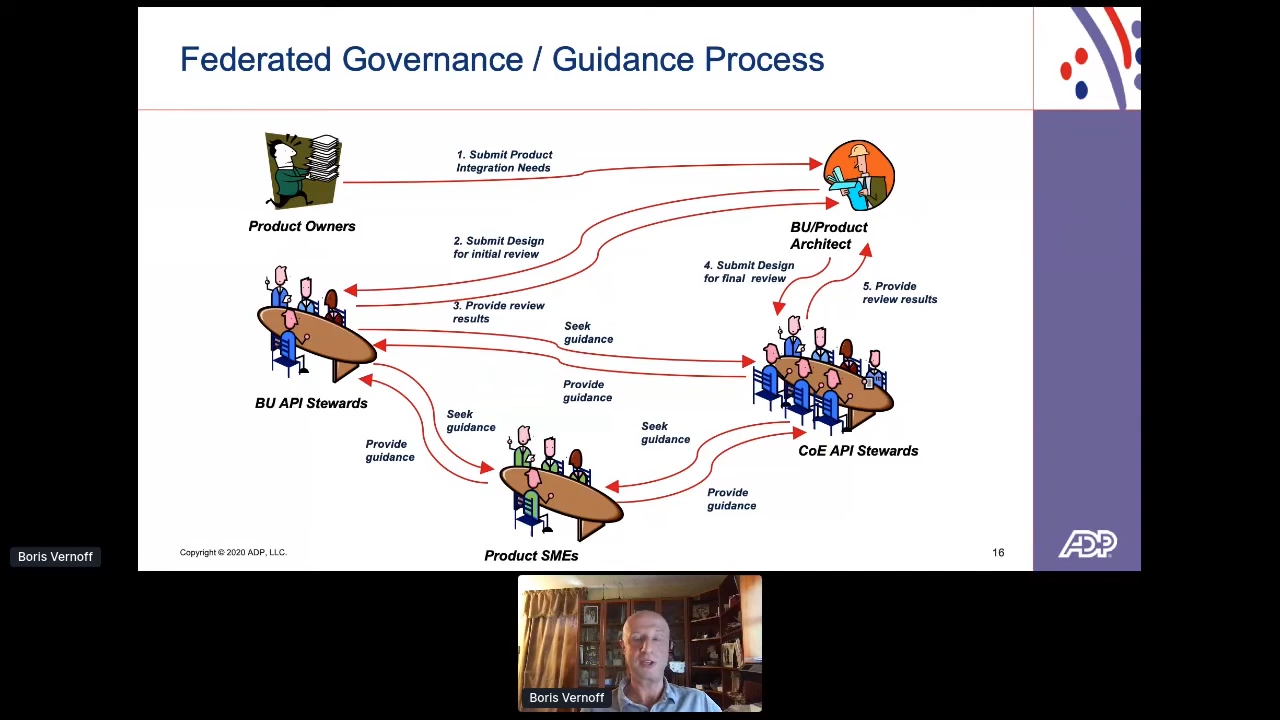 Federated Governance / Guidance Process
1. Submit Product
Integration Needs
Product Owners
BU/Product
Architect
2. Submit Design
for initial review
3. Provide review
results
4. Submit Design
for final review
5. Provide
review results
Seek
guidance
Provide
guidance
BU API Stewards
Seek
guidance
Provide
guidance
Seek
guidance
Provide
guidance
CoE API Stewards
Product SMEs
Copyright © 2020 ADP, LLC.
16
ADP
Boris Vernoff
Boris Vernoff